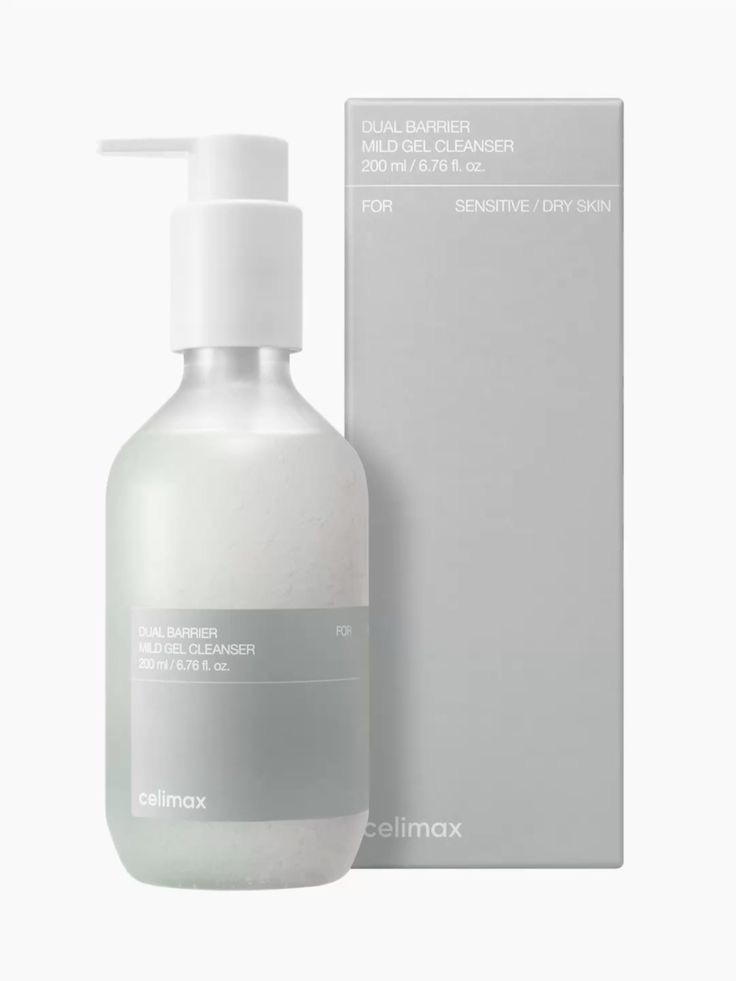 DUAL BARRIER
MILD GEL CLEANSER
200 ml / 6.76 fl. oz.
FOR SENSITIVE / DRY SKIN
celimax
DUAL BARRIER FOR
MILD GEL CLEANSER
200 ml / 6.76 fl. oz.
celimax